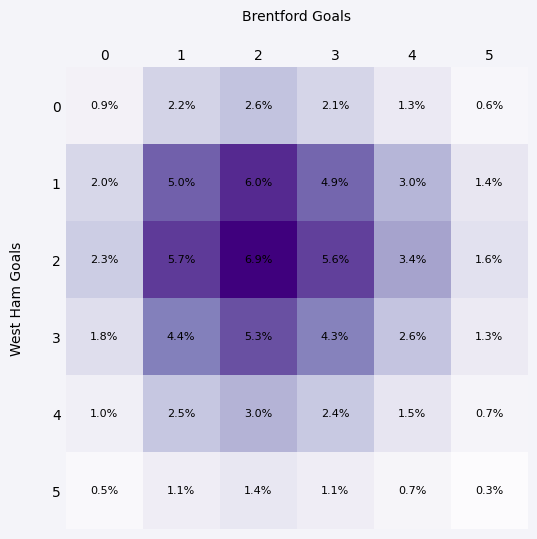 Brentford Goals
0 1 2 3 4 5
0 0.9% 2.2% 2.6% 2.1% 1.3% 0.6%
1 2.0% 5.0% 6.0% 4.9% 3.0% 1.4%
2 2.3% 5.7% 6.9% 5.6% 3.4% 1.6%
3 1.8% 4.4% 5.3% 4.3% 2.6% 1.3%
4 1.0% 2.5% 3.0% 2.4% 1.5% 0.7%
5 0.5% 1.1% 1.4% 1.1% 0.7% 0.3%
West Ham Goals